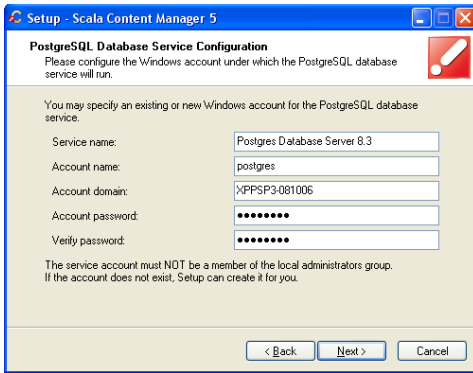 Setup - Scala Content Manager 5
PostgreSQL Database Service Configuration
Please configure the Windows account under which the PostgreSQL database
service will run.
You may specify an existing or new Windows account for the PostgreSQL database
service.
Service name: Postgres Database Server 8.3
Account name: postgres
Account domain: XPPSP3-081006
Account password: ●●●●●●●●
Verify password: ●●●●●●●●
The service account must NOT be a member of the local administrators group.
If the account does not exist, Setup can create it for you.
< Back Next > Cancel